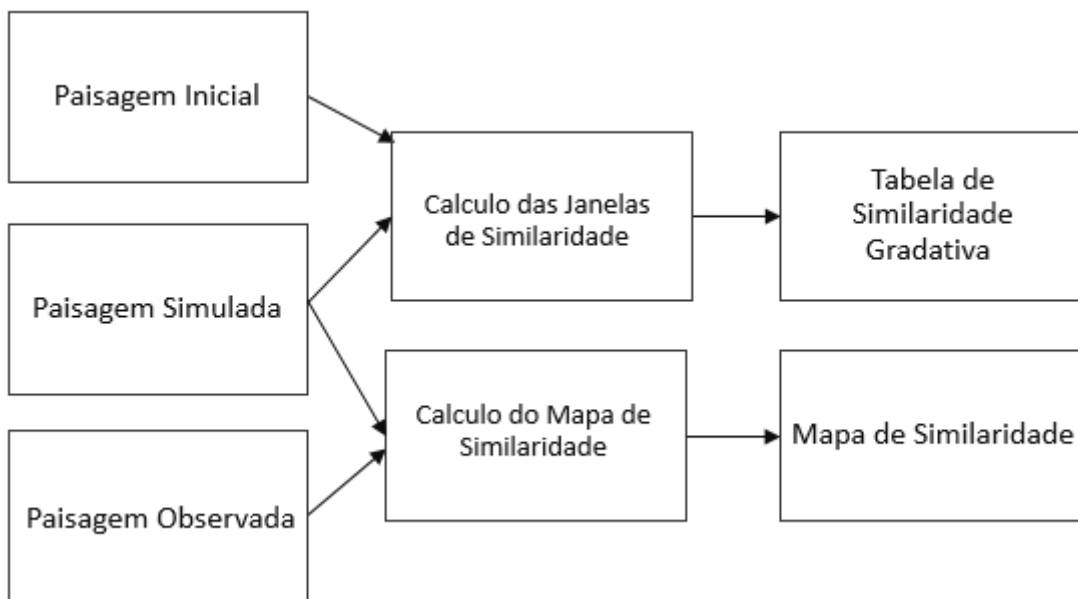 Paisagem Inicial
Calculo das Janelas
de Similaridade
Tabela de
Similaridade
Gradativa
Paisagem Simulada
Calculo do Mapa de
Similaridade
Mapa de Similaridade
Paisagem Observada